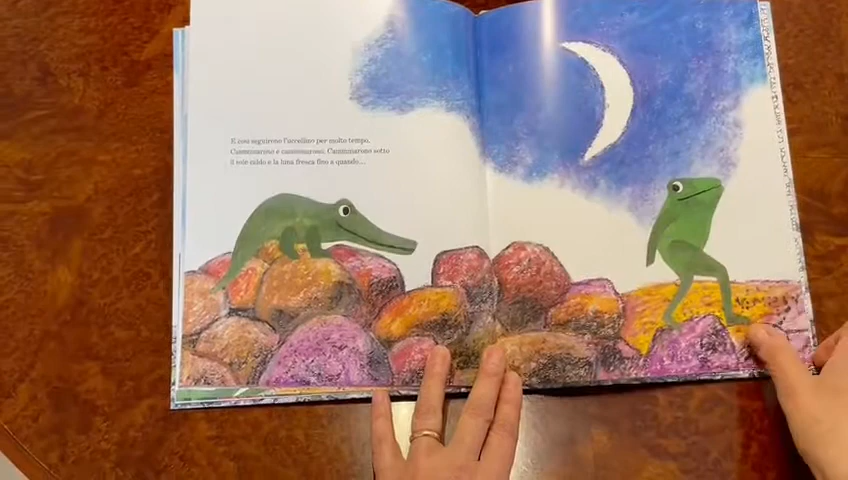 E così seguirono l'uccellino per molto tempo.
Camminarono e camminarono. Camminarono sotto
il sole caldo e la luna fresca fino a quando...